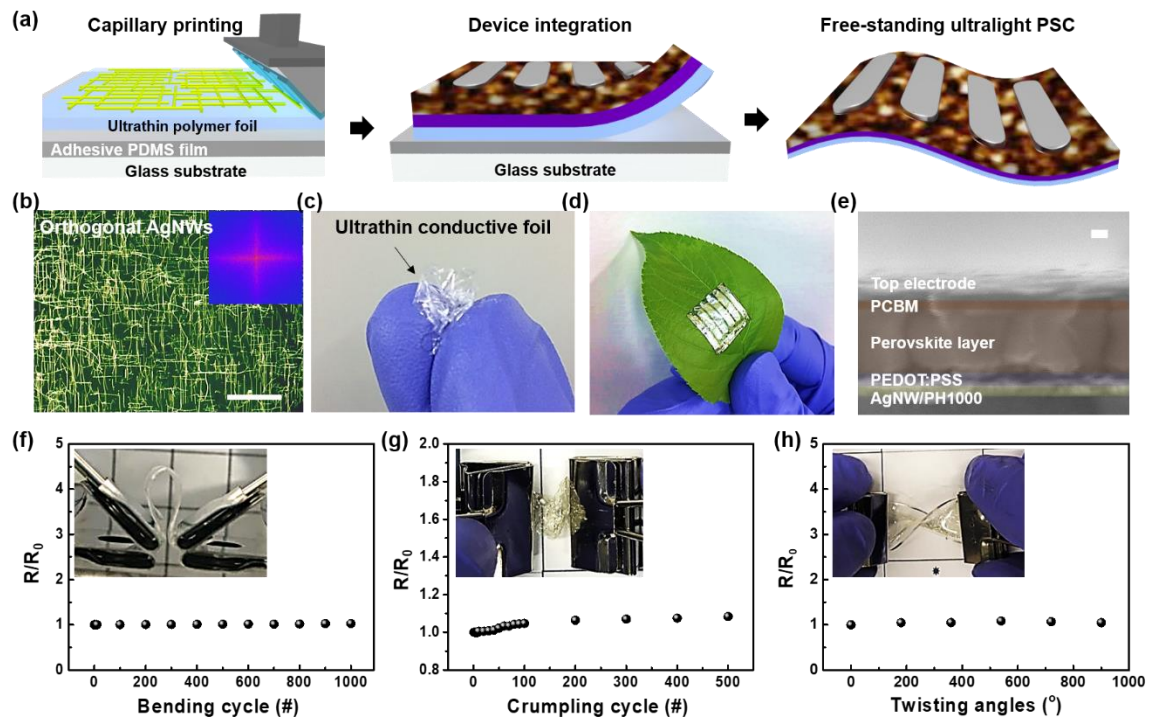 (a)
Capillary printing
Device integration
Free-standing ultralight PSC
Ultrathin polymer foil
Adhesive PDMS film
Glass substrate
Glass substrate
(b)
Orthogonal AgNWs
(c)
Ultrathin conductive foil
(d)
(e)
Top electrode
PCBM
Perovskite layer
PEDOT:PSS
AgNW/PH1000
(f)
5
4
3
2
1
0
R/R0
0 200 400 600 800 1000
Bending cycle (#)
(g)
2.0
1.8
1.6
1.4
1.2
1.0
0.8
R/R0
0 100 200 300 400 500
Crumpling cycle (#)
(h)
5
4
3
2
1
0
R/R0
0 200 400 600 800 1000
Twisting angles (°)